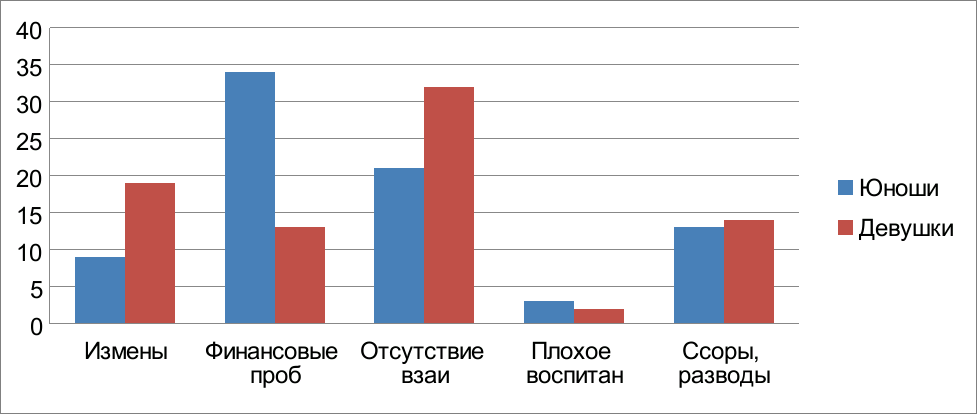 40
35
30
25
20
15
10
5
0
Измены
Финансовые
проб
Отсутствие
взаи
Плохое
воспитан
Ссоры,
разводы
Юноши
Девушки